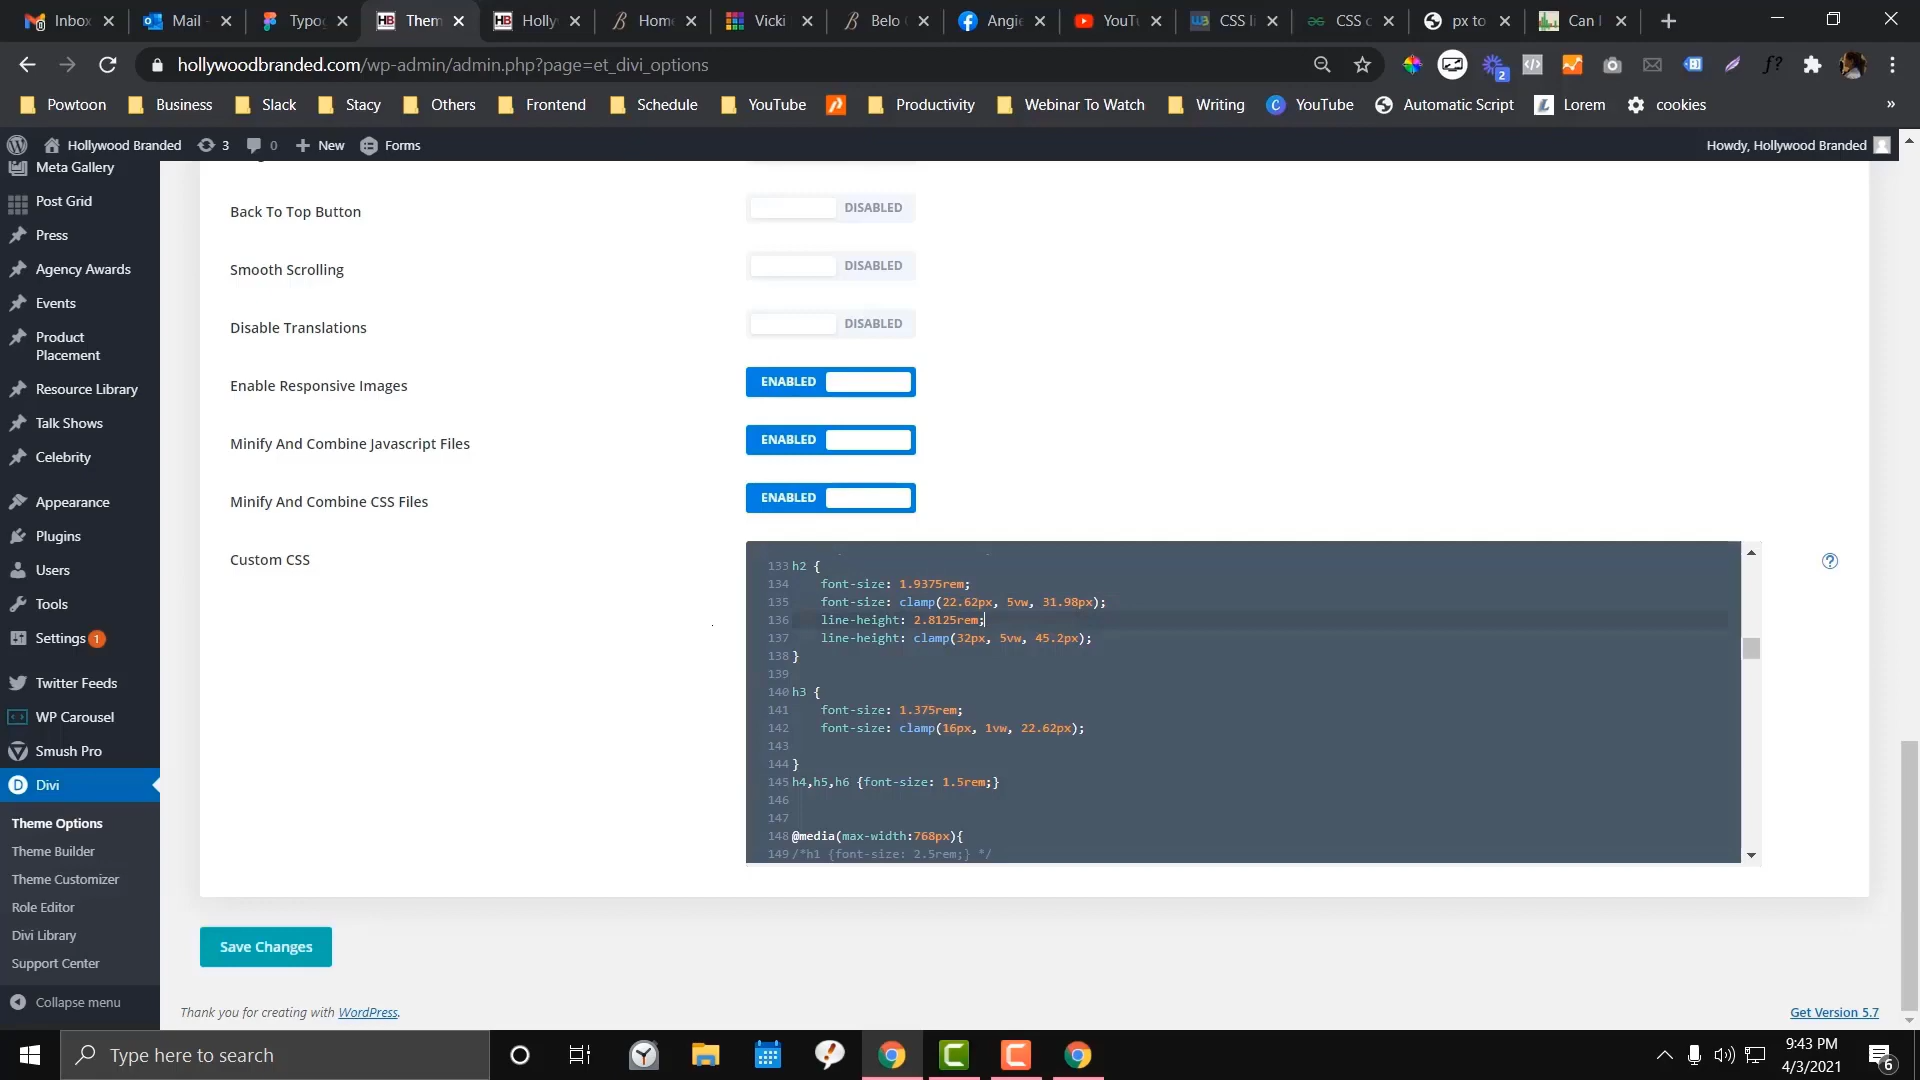 Inbox
Mail
Typo
Them
Holly
Home
Vicki
Belo
Angie
YouTu
CSS li
CSS c
px to
Can I
hollywoodbranded.com/wp-admin/admin.php?page=et_divi_options
2
Powtoon
Business
Slack
Stacy
Others
Frontend
Schedule
YouTube
Productivity
Webinar To Watch
Writing
YouTube
Automatic Script
Lorem
cookies
»
Hollywood Branded
3
0
New
Forms
Howdy, Hollywood Branded
Meta Gallery
Post Grid
Press
Agency Awards
Events
Product
Placement
Resource Library
Talk Shows
Celebrity
Appearance
Plugins
Users
Tools
Settings 1
Twitter Feeds
WP Carousel
Smush Pro
Divi
Theme Options
Theme Builder
Theme Customizer
Role Editor
Divi Library
Support Center
Collapse menu
Back To Top Button
DISABLED
Smooth Scrolling
DISABLED
Disable Translations
DISABLED
Enable Responsive Images
ENABLED
Minify And Combine Javascript Files
ENABLED
Minify And Combine CSS Files
ENABLED
Custom CSS
133 h2 {
134 font-size: 1.9375rem;
135 font-size: clamp(22.62px, 5vw, 31.98px);
136 line-height: 2.8125rem;
137 line-height: clamp(32px, 5vw, 45.2px);
138 }
139
140 h3 {
141 font-size: 1.375rem;
142 font-size: clamp(16px, 1vw, 22.62px);
143
144 }
145 h4,h5,h6 {font-size: 1.5rem;}
146
147
148 @media(max-width:768px){
149 /*h1 {font-size: 2.5rem;} */
Save Changes
Thank you for creating with WordPress.
Get Version 5.7
Type here to search
9:43 PM
4/3/2021
6